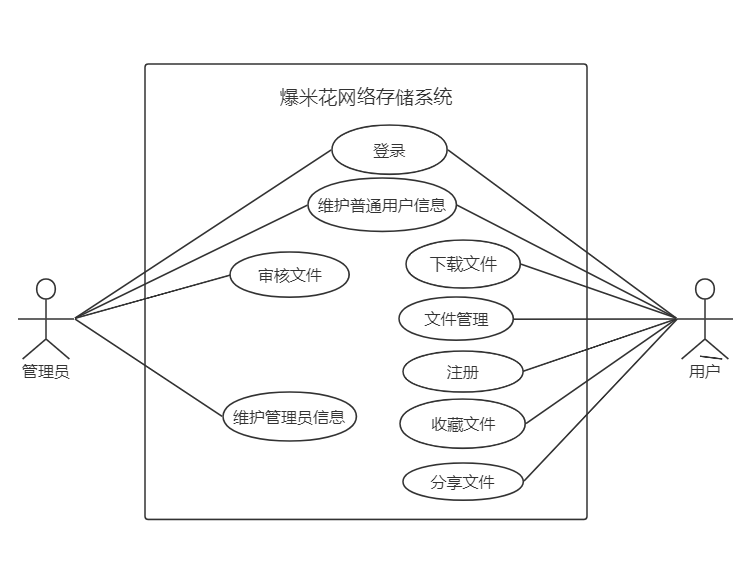 爆米花网络存储系统
登录
维护普通用户信息
下载文件
审核文件
文件管理
管理员
用户
注册
维护管理员信息
收藏文件
分享文件